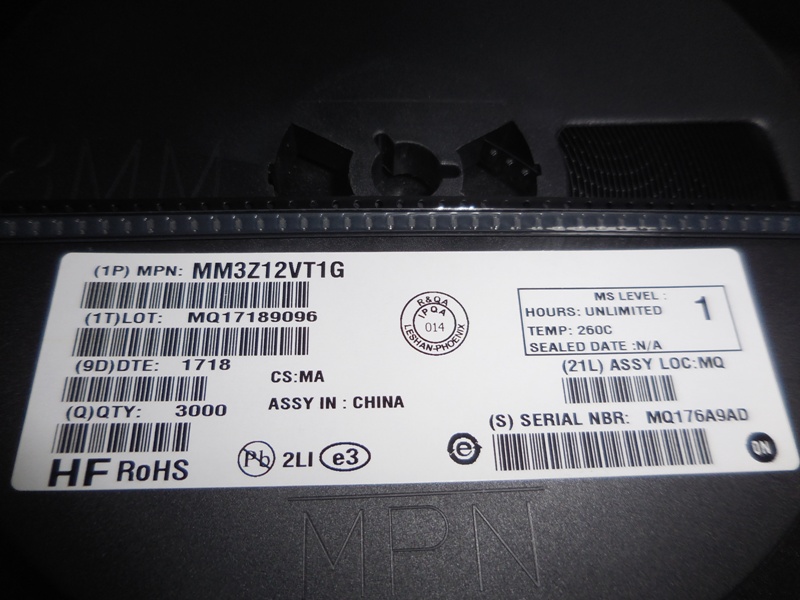 8MM
(1P) MPN: MM3Z12VT1G
(1T)LOT: MQ17189096
(9D)DTE: 1718
(Q)QTY: 3000
HF RoHS
CS:MA
ASSY IN : CHINA
Pb 2LI e3
R&QA
IPQA
014
LESHAN-PHOENIX
MS LEVEL : 1
HOURS: UNLIMITED
TEMP: 260C
SEALED DATE :N/A
(21L) ASSY LOC:MQ
(S) SERIAL NBR: MQ176A9AD
e
ON
MPN